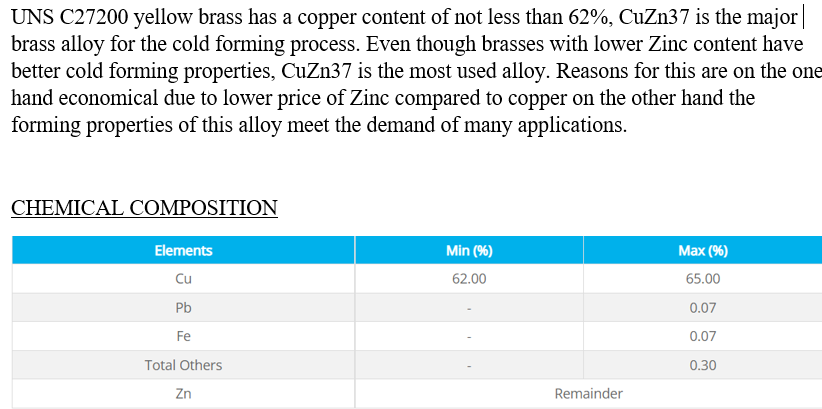 UNS C27200 yellow brass has a copper content of not less than 62%, CuZn37 is the major
brass alloy for the cold forming process. Even though brasses with lower Zinc content have
better cold forming properties, CuZn37 is the most used alloy. Reasons for this are on the one
hand economical due to lower price of Zinc compared to copper on the other hand the
forming properties of this alloy meet the demand of many applications.
CHEMICAL COMPOSITION
Elements Min (%) Max (%)
Cu 62.00 65.00
Pb - 0.07
Fe - 0.07
Total Others - 0.30
Zn Remainder